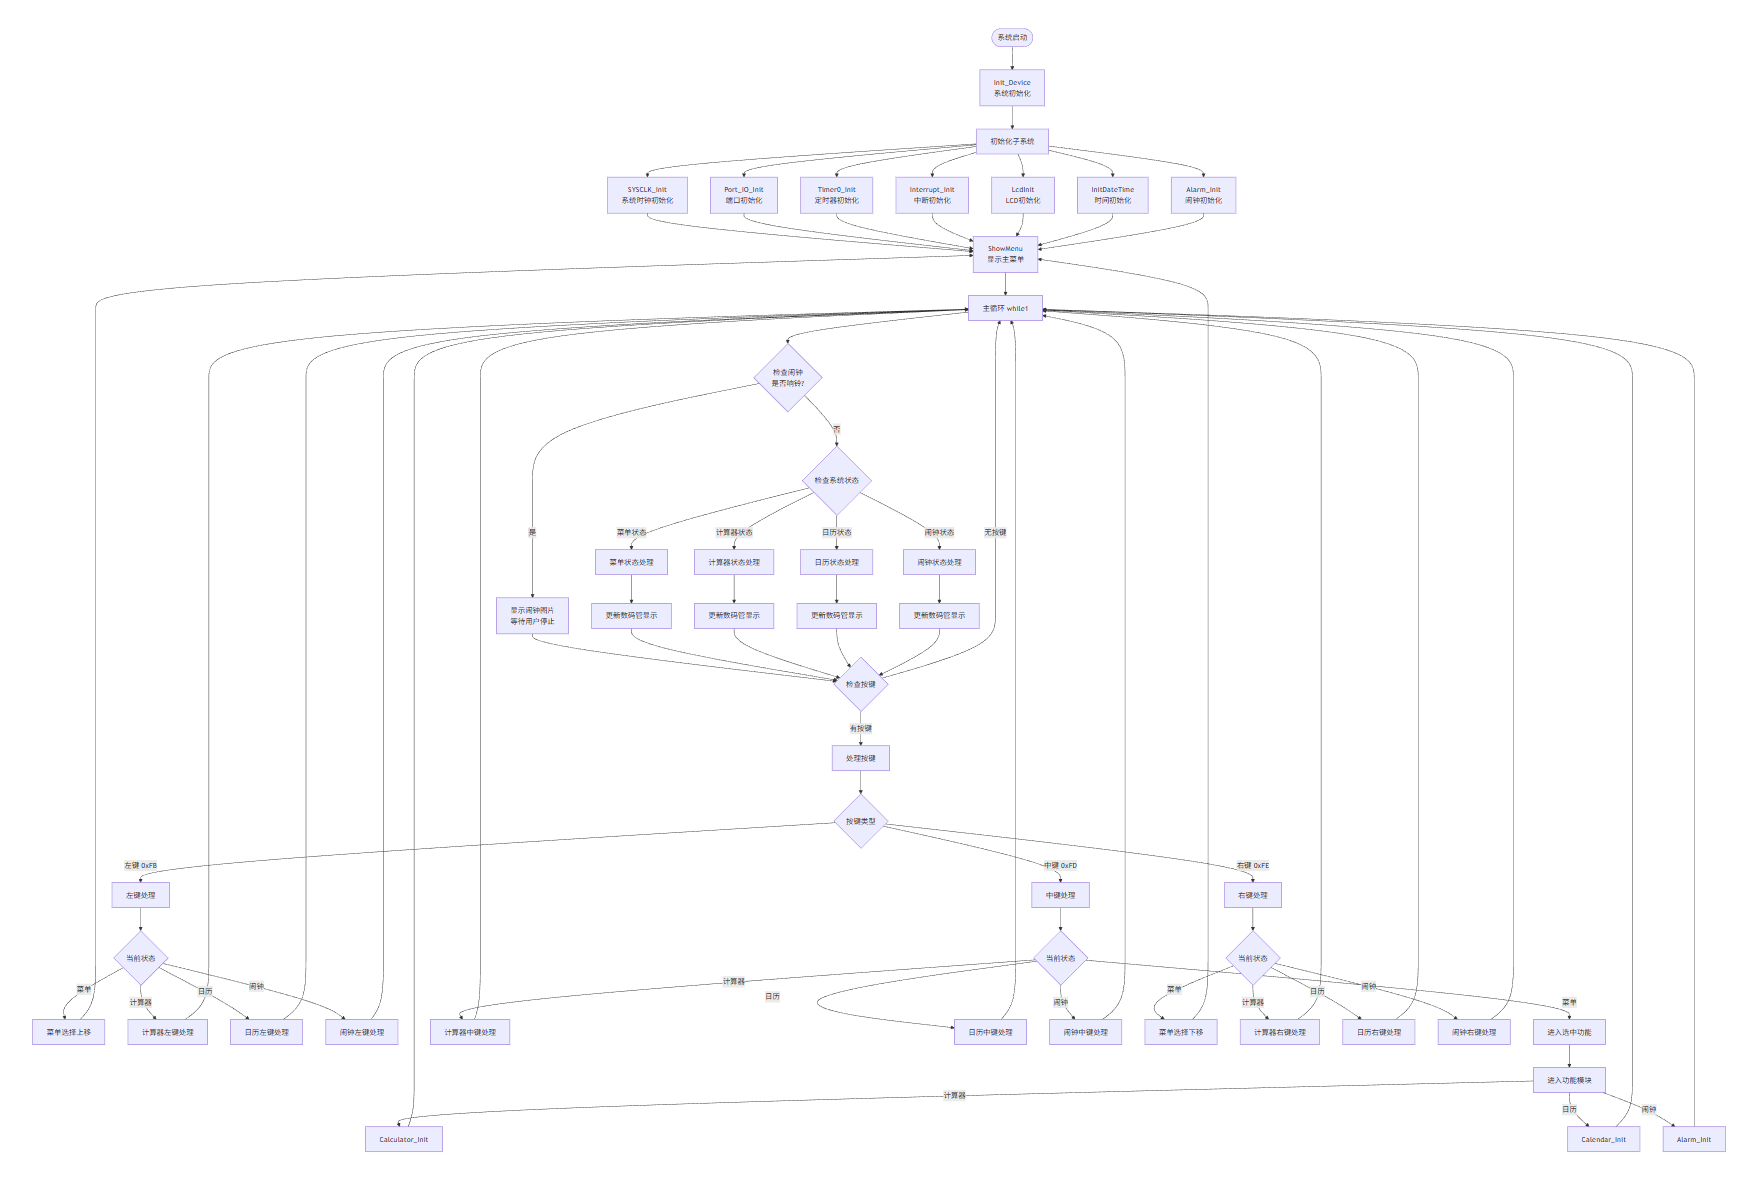 系统启动
Init_Device
系统初始化
初始化子系统
SYSCLK_Init
系统时钟初始化
Port_IO_Init
端口初始化
Timer0_Init
定时器初始化
Interrupt_Init
中断初始化
LcdInit
LCD初始化
InitDateTime
时间初始化
Alarm_Init
闹钟初始化
ShowMenu
显示主菜单
主循环 while1
检查闹钟
是否响铃?
否
检查系统状态
是
菜单状态
计算器状态
日历状态
闹钟状态
无按键
菜单状态处理
计算器状态处理
日历状态处理
闹钟状态处理
显示闹钟图片
等待用户停止
更新数码管显示
更新数码管显示
更新数码管显示
更新数码管显示
检查按键
有按键
处理按键
按键类型
左键 0xFB
中键 0xFD
右键 0xFE
左键处理
中键处理
右键处理
当前状态
当前状态
当前状态
菜单
计算器
日历
闹钟
计算器
日历
闹钟
菜单
计算器
日历
闹钟
菜单
菜单选择上移
计算器左键处理
日历左键处理
闹钟左键处理
计算器中键处理
日历中键处理
闹钟中键处理
菜单选择下移
计算器右键处理
日历右键处理
闹钟右键处理
进入选中功能
进入功能模块
计算器
日历
闹钟
Calculator_Init
Calendar_Init
Alarm_Init